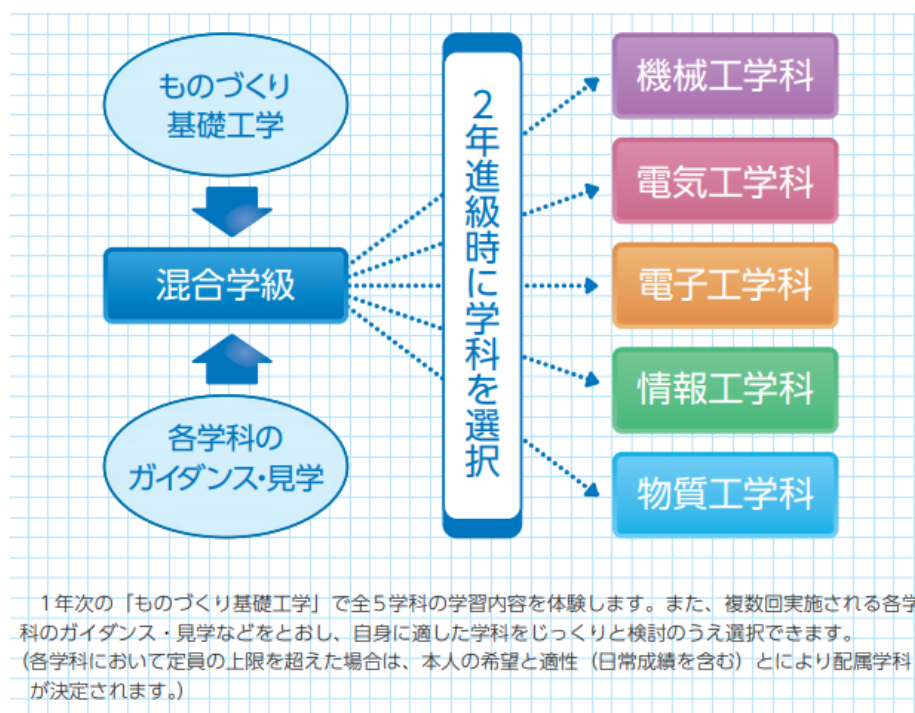 ものづくり
基礎工学
混合学級
各学科の
ガイダンス・見学
2年進級時に学科を選択
機械工学科
電気工学科
電子工学科
情報工学科
物質工学科
1年次の「ものづくり基礎工学」で全5学科の学習内容を体験します。また、複数回実施される各学
科のガイダンス・見学などをとおし、自身に適した学科をじっくりと検討のうえ選択できます。
(各学科において定員の上限を超えた場合は、本人の希望と適性(日常成績を含む)とにより配属学科
が決定されます。)